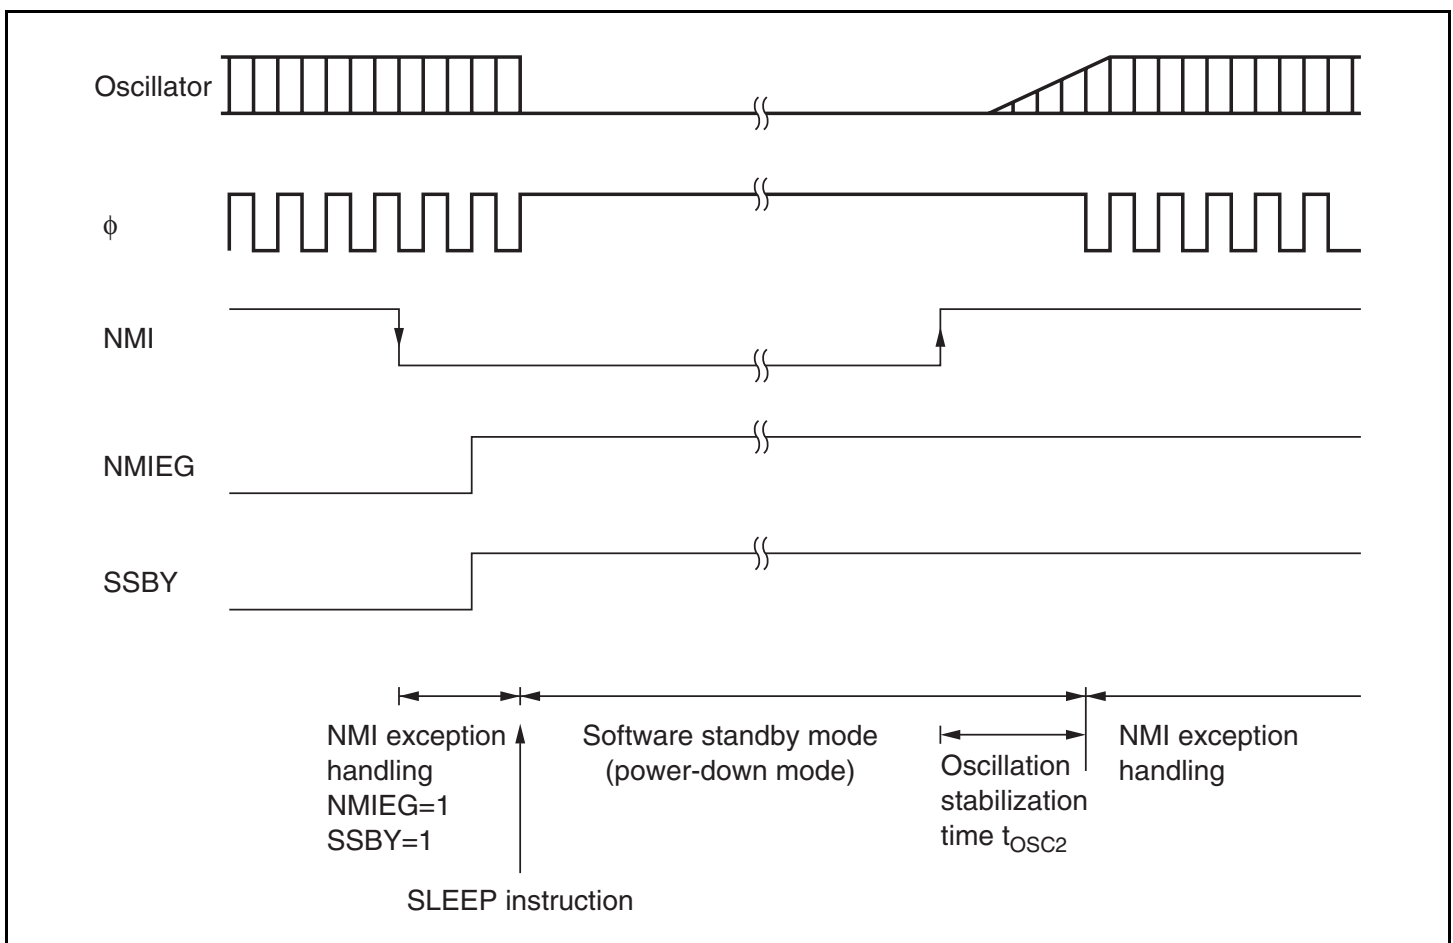 Oscillator
ϕ
NMI
NMIEG
SSBY
NMI exception
handling
NMIEG=1
SSBY=1
Software standby mode
(power-down mode)
Oscillation
stabilization
time tOSC2
NMI exception
handling
SLEEP instruction